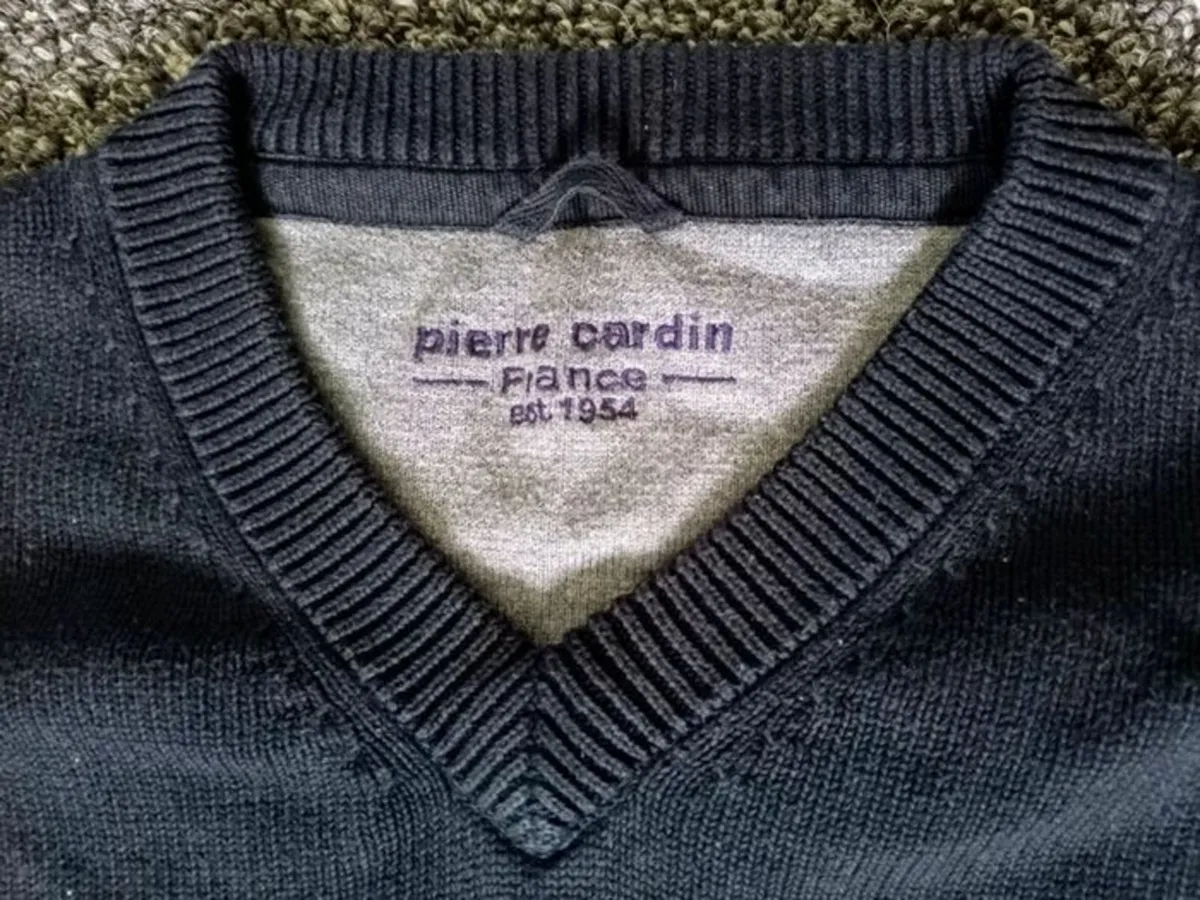 pierre cardin
France
est. 1954